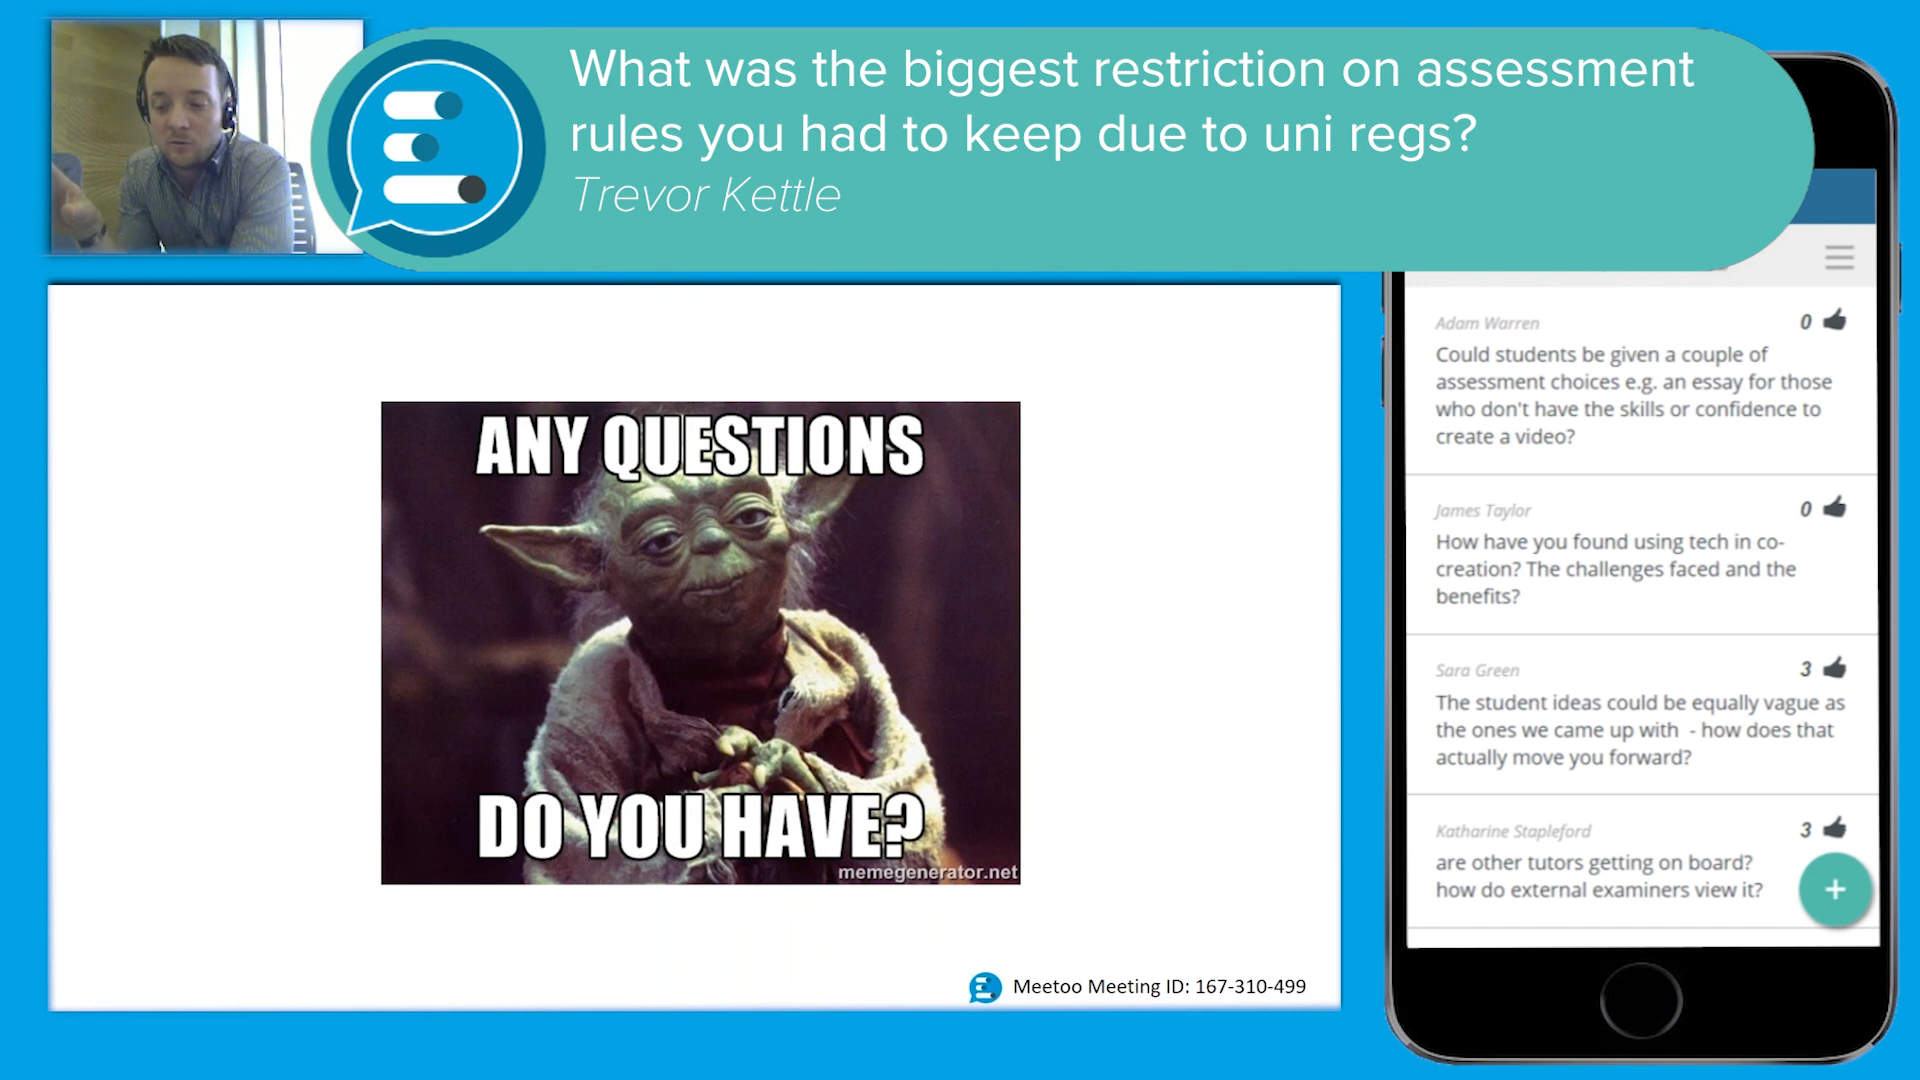 What was the biggest restriction on assessment
rules you had to keep due to uni regs?
Trevor Kettle
ANY QUESTIONS
DO YOU HAVE?
memegenerator.net
Meetoo Meeting ID: 167-310-499
Adam Warren
0
Could students be given a couple of
assessment choices e.g. an essay for those
who don't have the skills or confidence to
create a video?
James Taylor
0
How have you found using tech in co-
creation? The challenges faced and the
benefits?
Sara Green
3
The student ideas could be equally vague as
the ones we came up with - how does that
actually move you forward?
Katharine Stapleford
3
are other tutors getting on board?
how do external examiners view it?
+